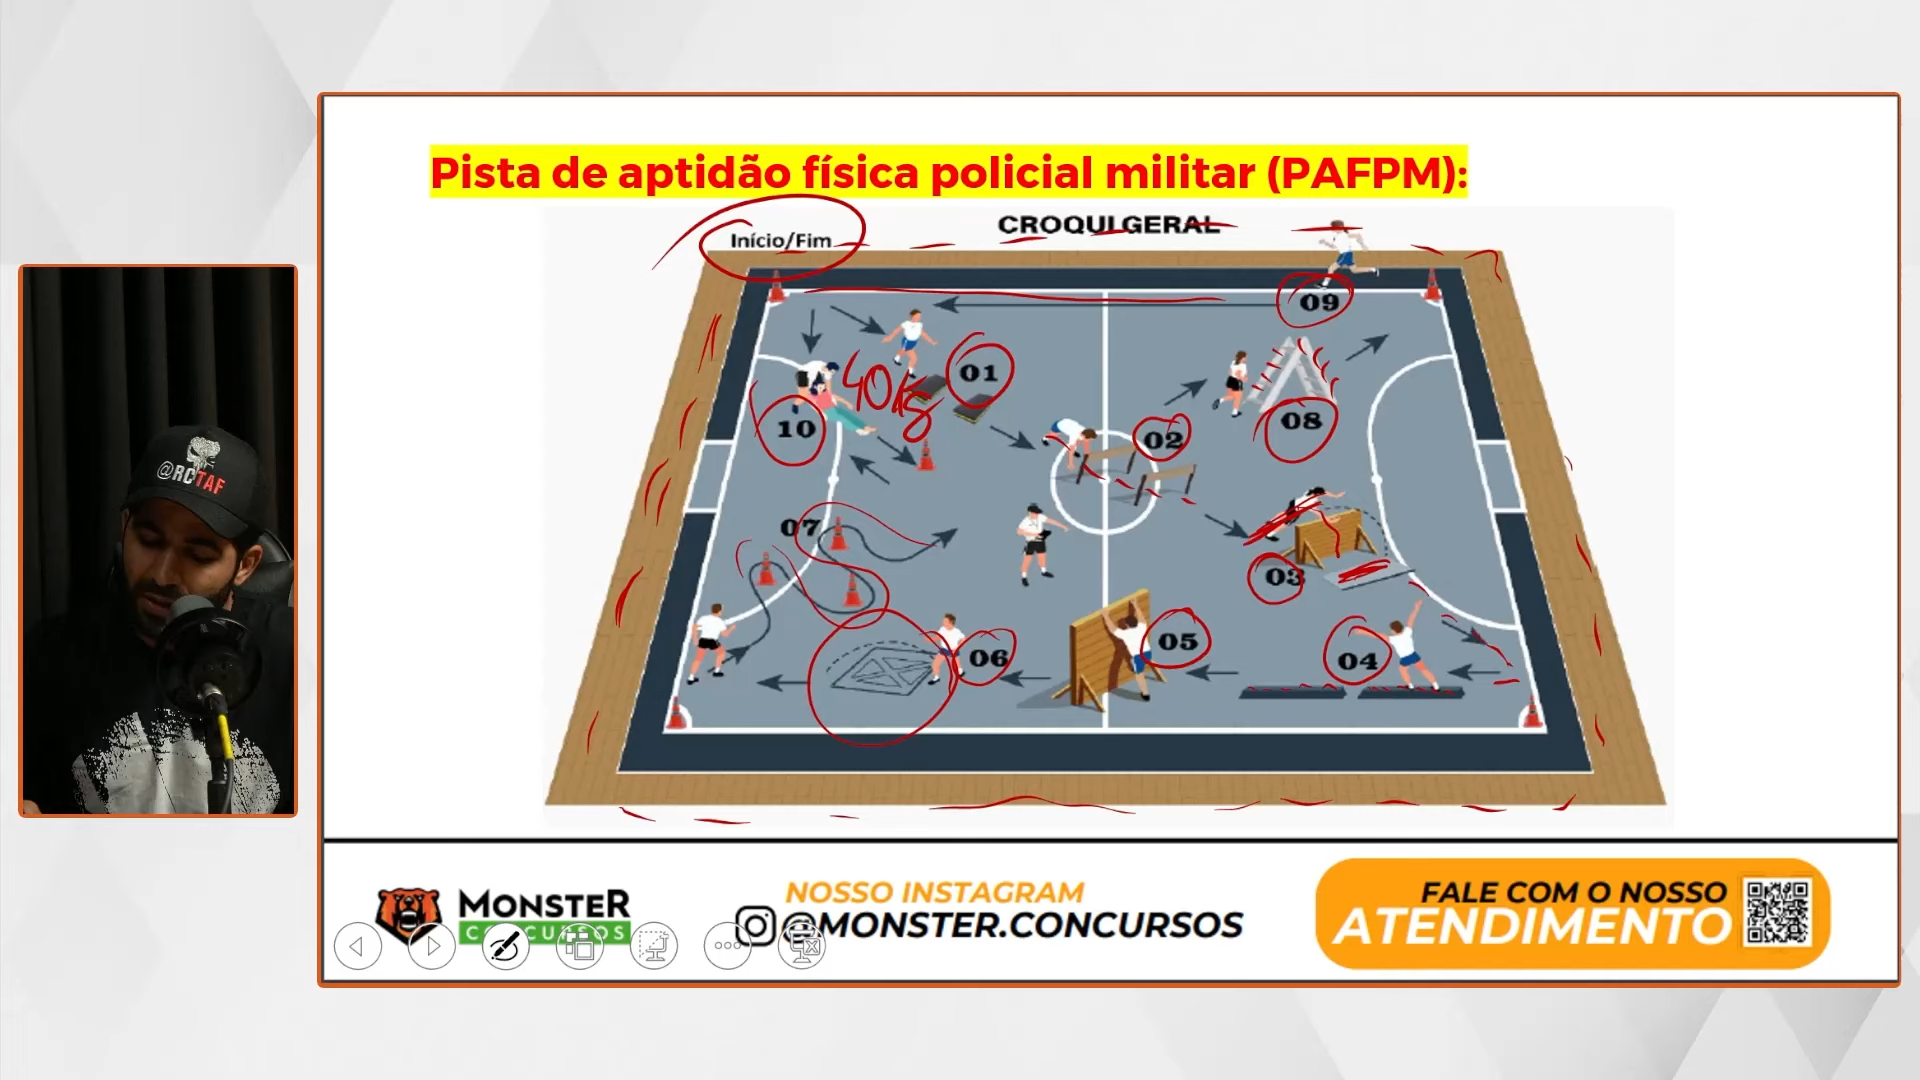 Pista de aptidão física policial militar (PAFPM):
Início/Fim
CROQUI GERAL
09
01
40kg
10
02
08
07
03
06
05
04
@RCTAF
MONSTER
CONCURSOS
NOSSO INSTAGRAM
@MONSTER.CONCURSOS
FALE COM O NOSSO
ATENDIMENTO